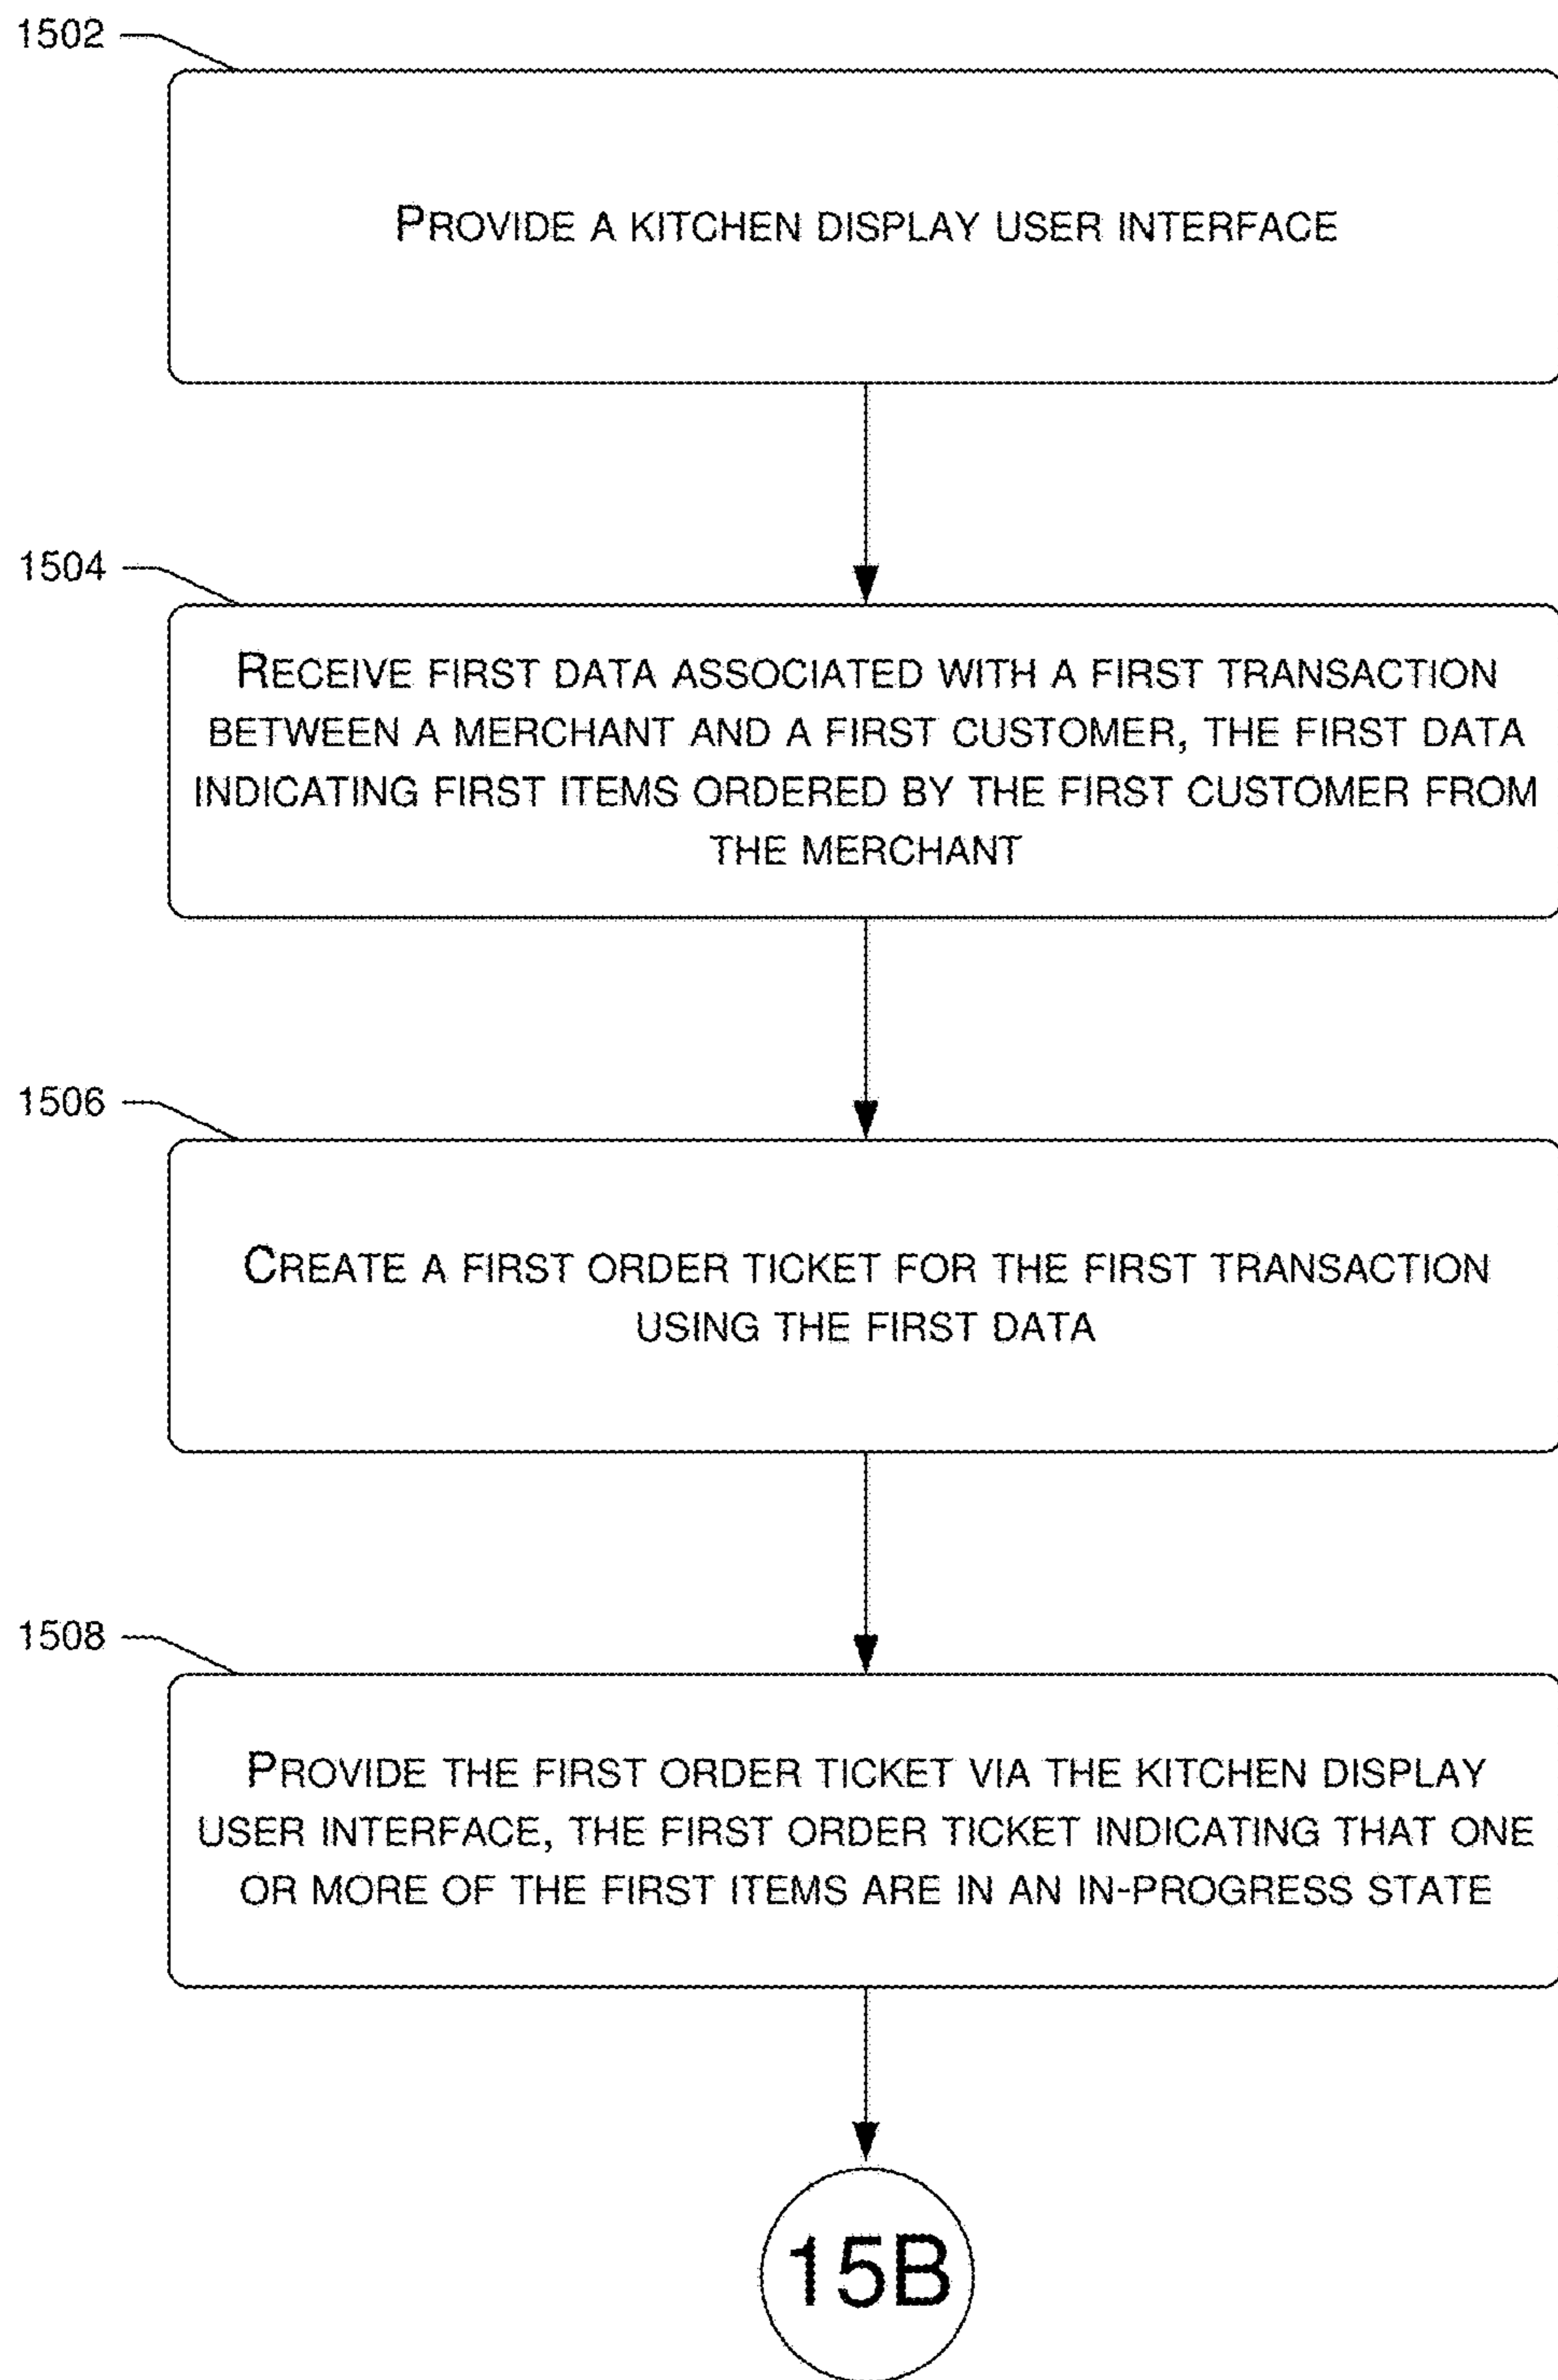 1502
PROVIDE A KITCHEN DISPLAY USER INTERFACE
1504
RECEIVE FIRST DATA ASSOCIATED WITH A FIRST TRANSACTION
BETWEEN A MERCHANT AND A FIRST CUSTOMER, THE FIRST DATA
INDICATING FIRST ITEMS ORDERED BY THE FIRST CUSTOMER FROM
THE MERCHANT
1506
CREATE A FIRST ORDER TICKET FOR THE FIRST TRANSACTION
USING THE FIRST DATA
1508
PROVIDE THE FIRST ORDER TICKET VIA THE KITCHEN DISPLAY
USER INTERFACE, THE FIRST ORDER TICKET INDICATING THAT ONE
OR MORE OF THE FIRST ITEMS ARE IN AN IN-PROGRESS STATE
15B